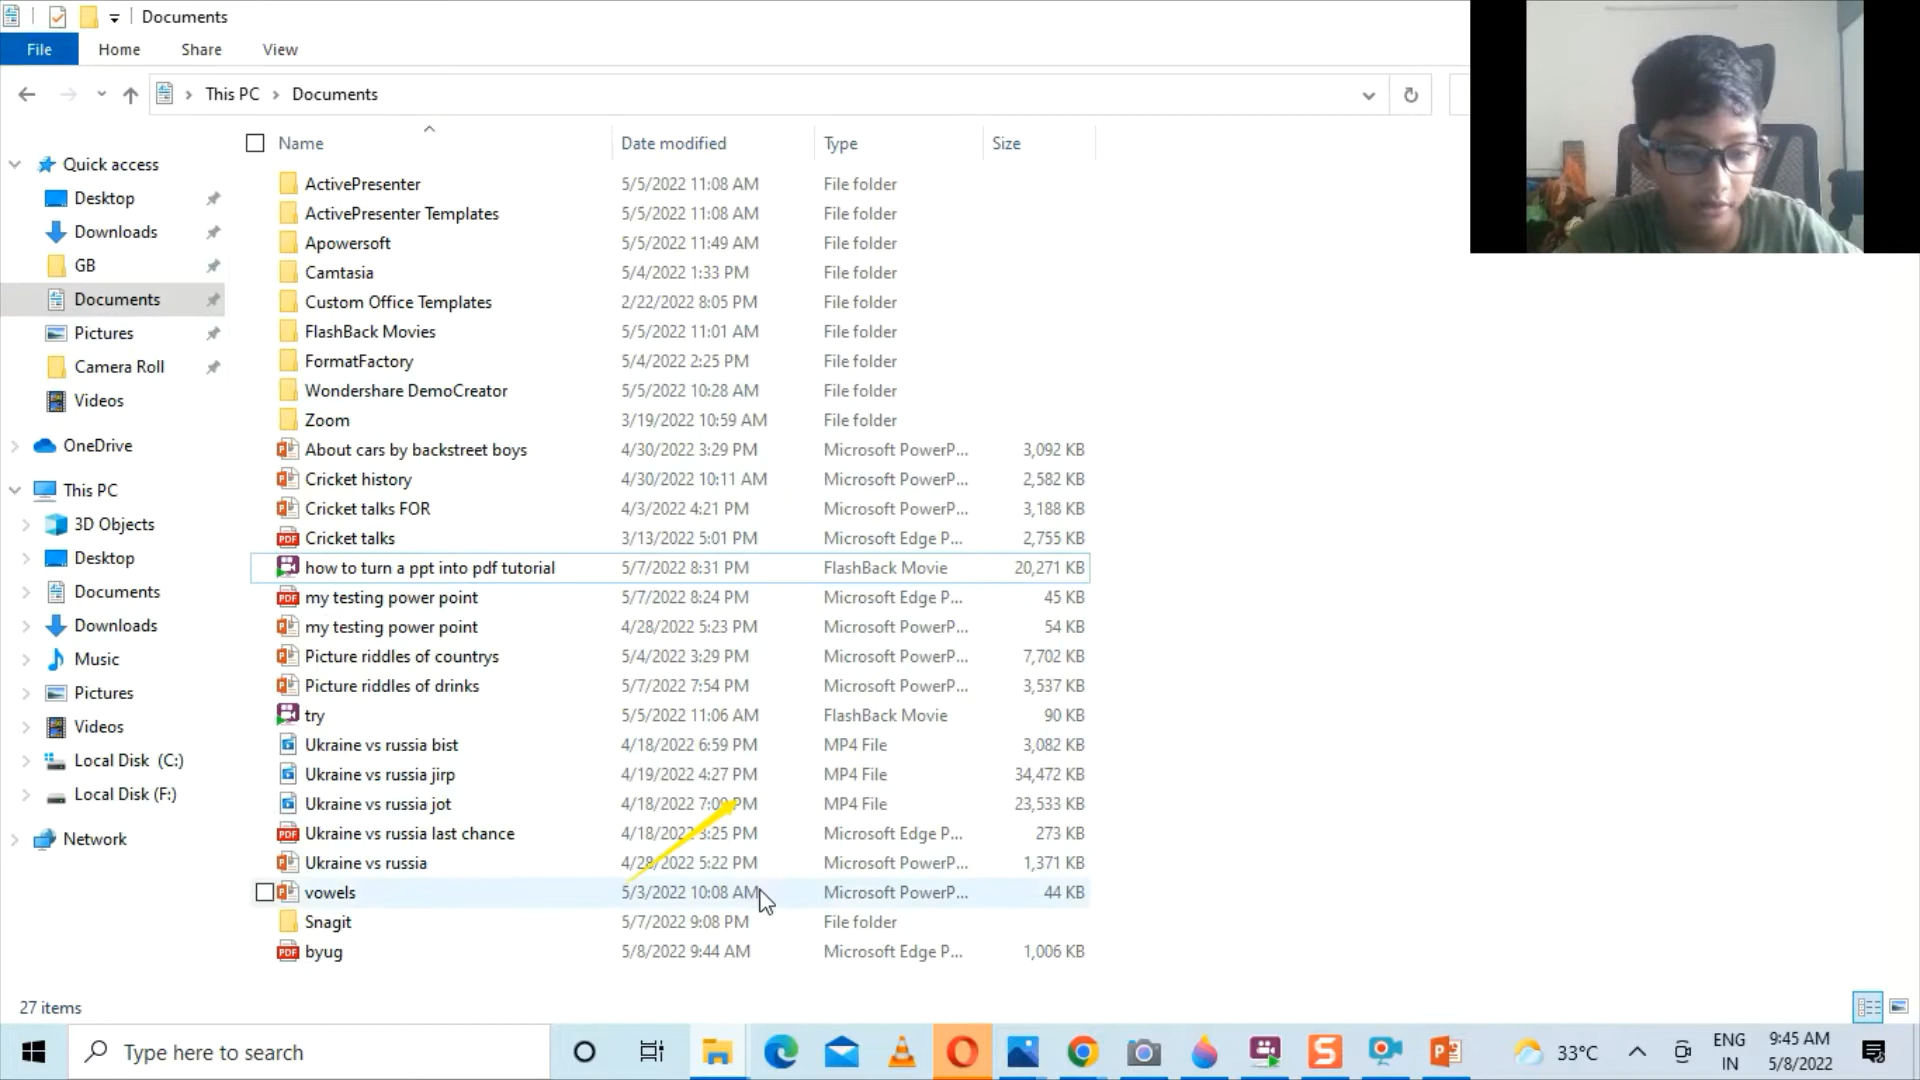 Documents
File Home Share View
This PC Documents
Name Date modified Type Size
Quick access
Desktop
Downloads
GB
Documents
Pictures
Camera Roll
Videos
OneDrive
This PC
3D Objects
Desktop
Documents
Downloads
Music
Pictures
Videos
Local Disk (C:)
Local Disk (F:)
Network
ActivePresenter 5/5/2022 11:08 AM File folder
ActivePresenter Templates 5/5/2022 11:08 AM File folder
Apowersoft 5/5/2022 11:49 AM File folder
Camtasia 5/4/2022 1:33 PM File folder
Custom Office Templates 2/22/2022 8:05 PM File folder
FlashBack Movies 5/5/2022 11:01 AM File folder
FormatFactory 5/4/2022 2:25 PM File folder
Wondershare DemoCreator 5/5/2022 10:28 AM File folder
Zoom 3/19/2022 10:59 AM File folder
About cars by backstreet boys 4/30/2022 3:29 PM Microsoft PowerP... 3,092 KB
Cricket history 4/30/2022 10:11 AM Microsoft PowerP... 2,582 KB
Cricket talks FOR 4/3/2022 4:21 PM Microsoft PowerP... 3,188 KB
Cricket talks 3/13/2022 5:01 PM Microsoft Edge P... 2,755 KB
how to turn a ppt into pdf tutorial 5/7/2022 8:31 PM FlashBack Movie 20,271 KB
my testing power point 5/7/2022 8:24 PM Microsoft Edge P... 45 KB
my testing power point 4/28/2022 5:23 PM Microsoft PowerP... 54 KB
Picture riddles of countrys 5/4/2022 3:29 PM Microsoft PowerP... 7,702 KB
Picture riddles of drinks 5/7/2022 7:54 PM Microsoft PowerP... 3,537 KB
try 5/5/2022 11:06 AM FlashBack Movie 90 KB
Ukraine vs russia bist 4/18/2022 6:59 PM MP4 File 3,082 KB
Ukraine vs russia jirp 4/19/2022 4:27 PM MP4 File 34,472 KB
Ukraine vs russia jot 4/18/2022 PM MP4 File 23,533 KB
Ukraine vs russia last chance 4/18/2022 3:25 PM Microsoft Edge P... 273 KB
Ukraine vs russia 4/28/2022 5:22 PM Microsoft PowerP... 1,371 KB
vowels 5/3/2022 10:08 AM Microsoft PowerP... 44 KB
Snagit 5/7/2022 9:08 PM File folder
byug 5/8/2022 9:44 AM Microsoft Edge P... 1,006 KB
27 items
Type here to search
33°C
ENG
IN
9:45 AM
5/8/2022